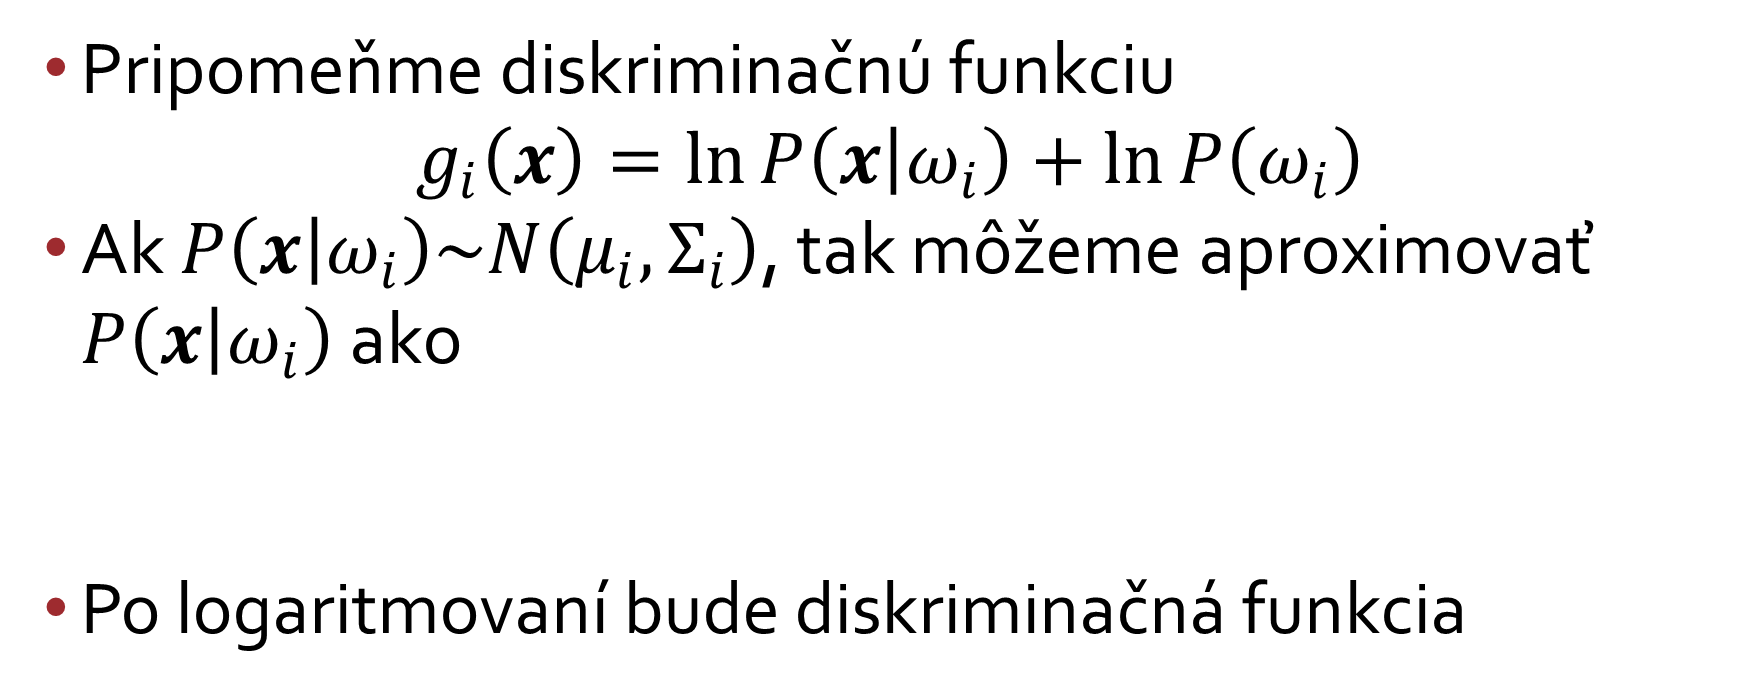 • Pripomeňme diskriminačnú funkciu
g_i(x) = ln P(x|ω_i) + ln P(ω_i)
• Ak P(x|ω_i)~N(μ_i, Σ_i), tak môžeme aproximovať
P(x|ω_i) ako
• Po logaritmovaní bude diskriminačná funkcia